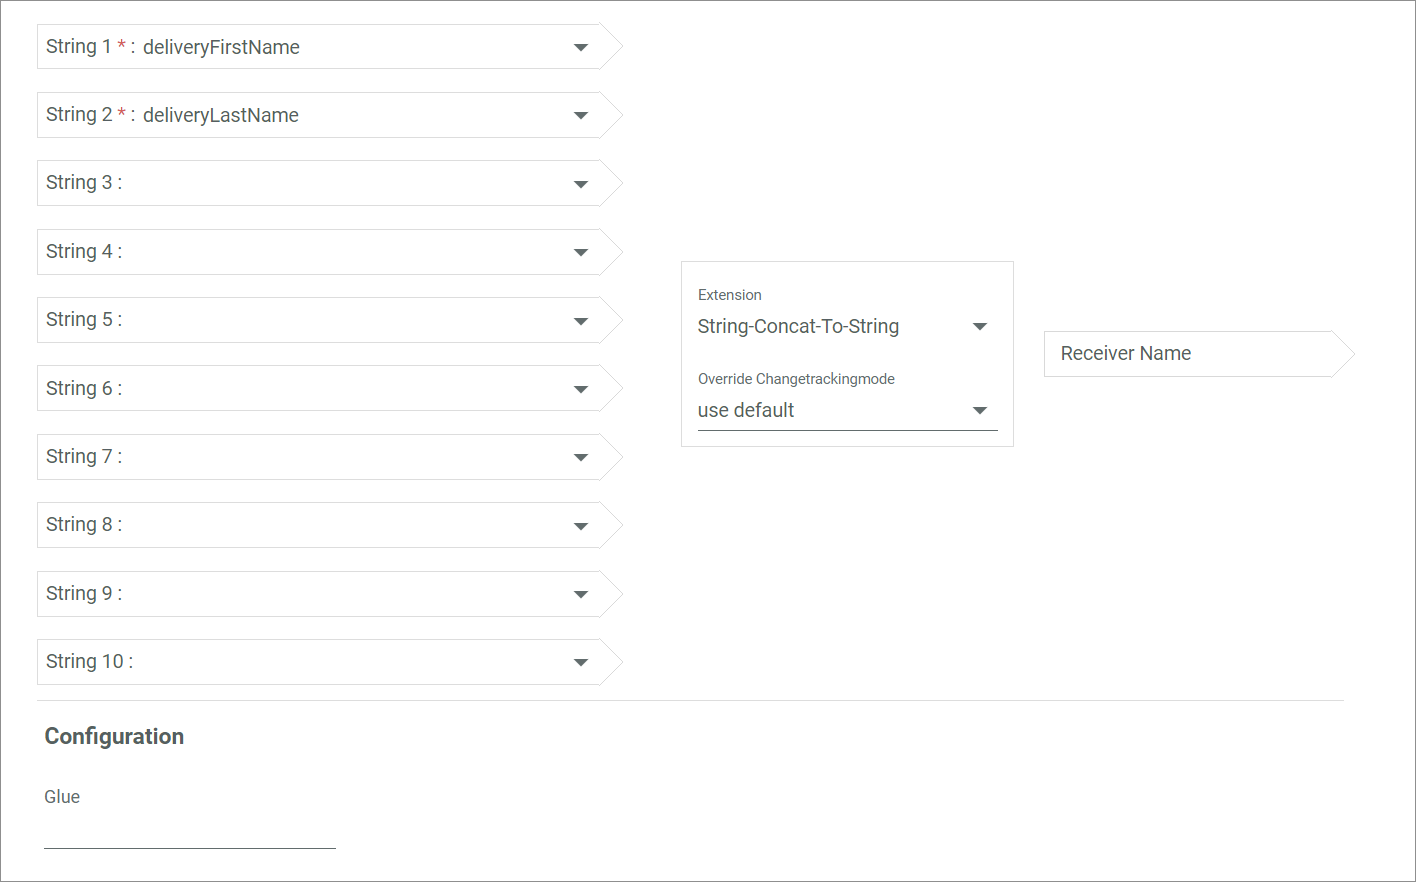 String 1 * : deliveryFirstName
String 2 * : deliveryLastName
String 3 :
String 4 :
String 5 :
String 6 :
String 7 :
String 8 :
String 9 :
String 10 :
Extension
String-Concat-To-String
Override Changetrackingmode
use default
Receiver Name
Configuration
Glue